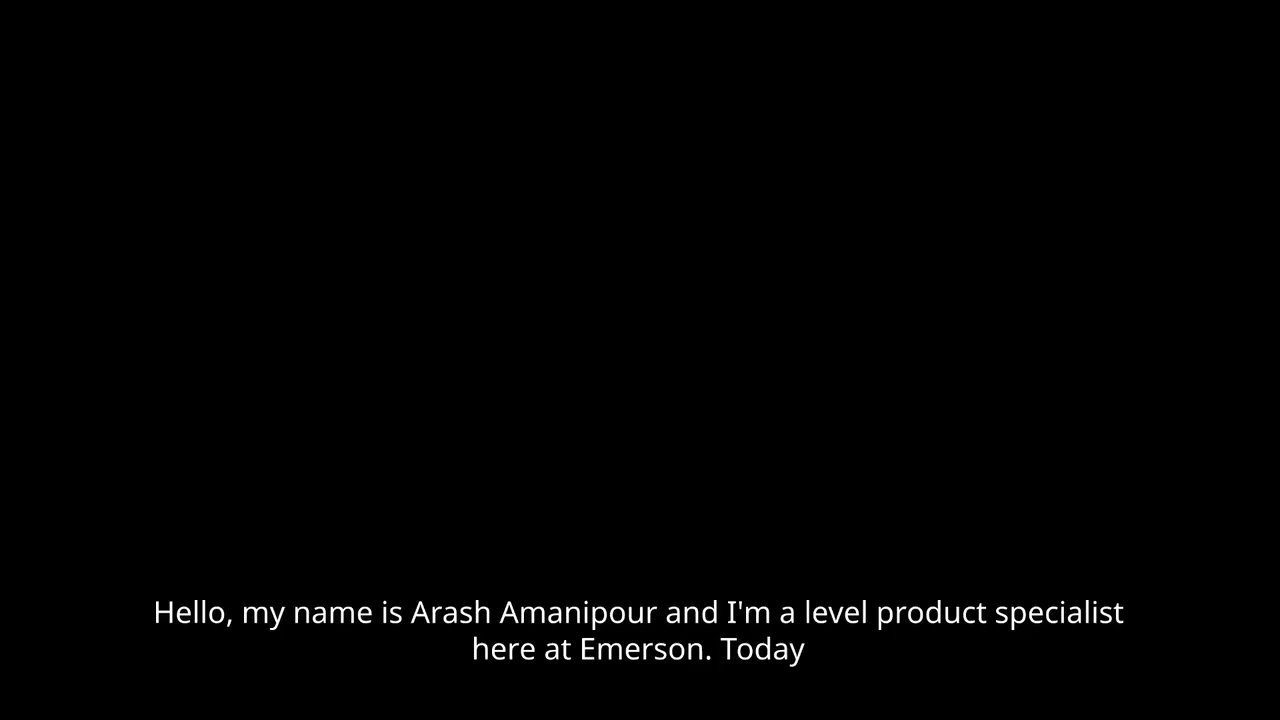 Hello, my name is Arash Amanipour and I'm a level product specialist
here at Emerson. Today